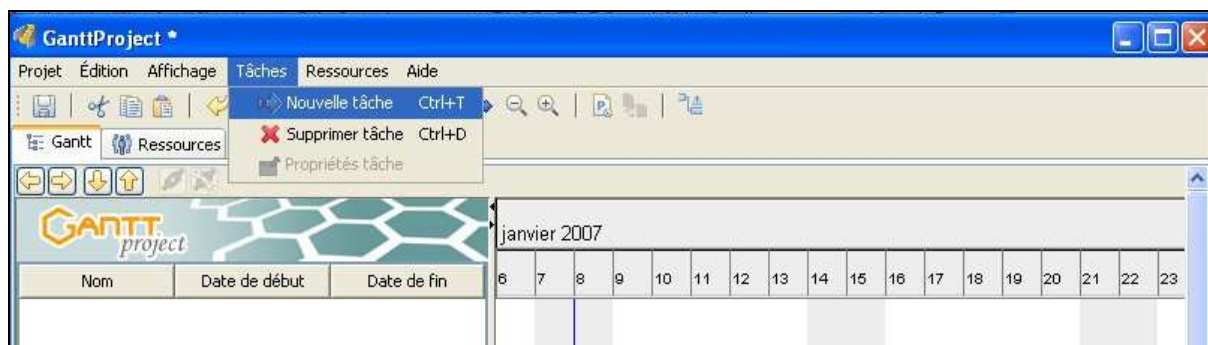 GanttProject *
Projet Édition Affichage Tâches Ressources Aide
Nouvelle tâche Ctrl+T
Supprimer tâche Ctrl+D
Propriétés tâche
Gantt Ressources
GANTT project
janvier 2007
Nom Date de début Date de fin
6 7 8 9 10 11 12 13 14 15 16 17 18 19 20 21 22 23